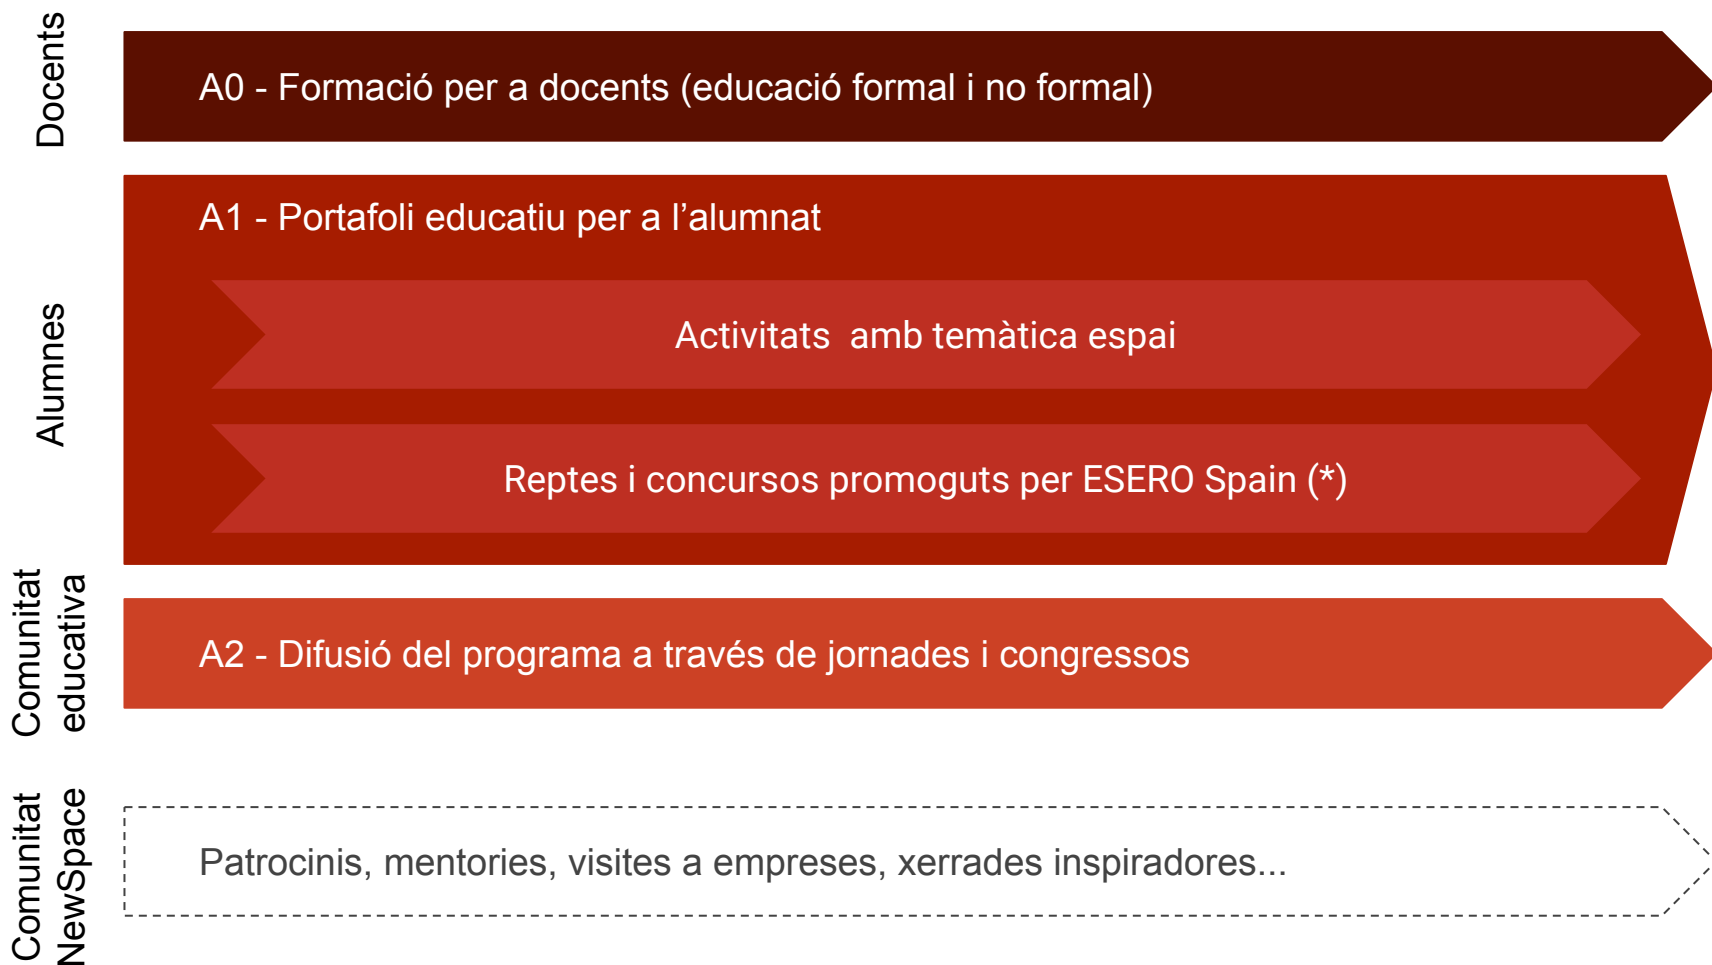 Docents
A0 - Formació per a docents (educació formal i no formal)
Alumnes
A1 - Portafoli educatiu per a l’alumnat
Activitats  amb temàtica espai
Reptes i concursos promoguts per ESERO Spain (*)
Comunitat
educativa
A2 - Difusió del programa a través de jornades i congressos
Comunitat
NewSpace
Patrocinis, mentories, visites a empreses, xerrades inspiradores...